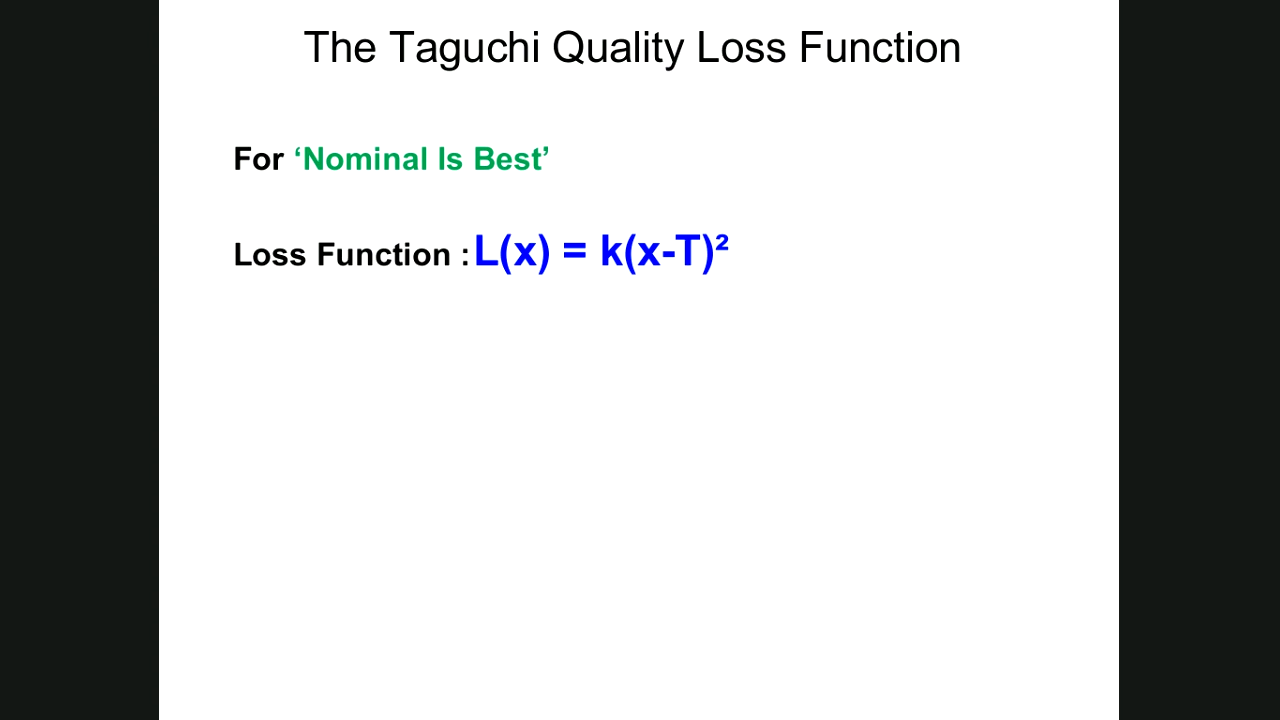 The Taguchi Quality Loss Function
For ‘Nominal Is Best’
Loss Function : L(x) = k(x-T)²